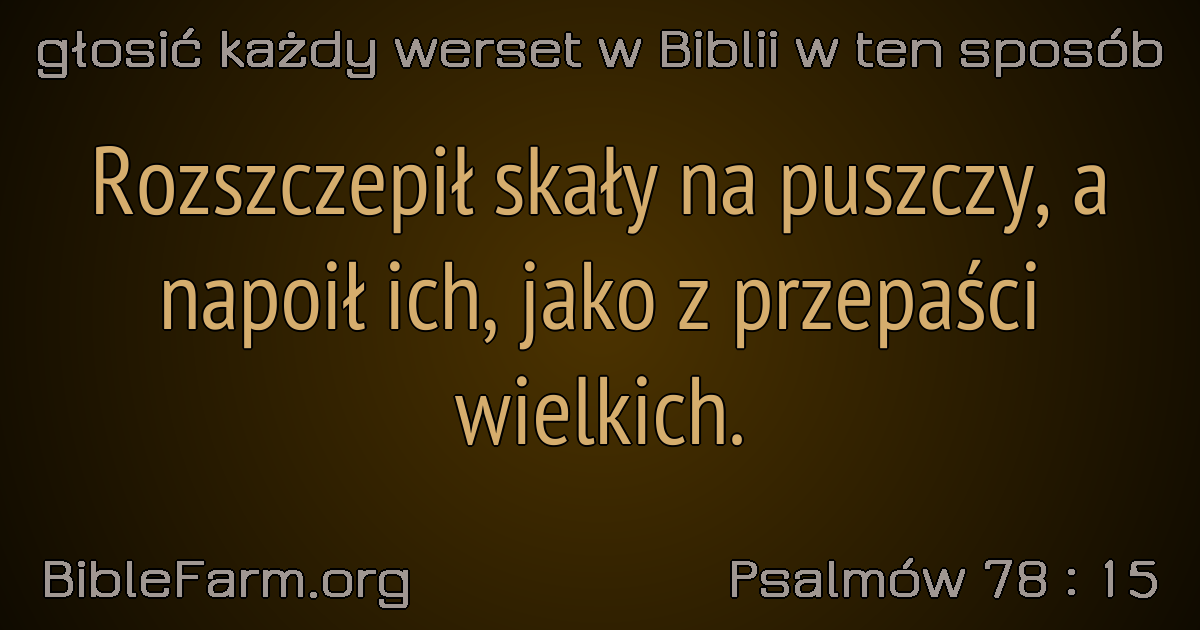 głosić każdy werset w Biblii w ten sposób
Rozszczepił skały na puszczy, a
napoił ich, jako z przepaści
wielkich.
BibleFarm.org
Psalmów 78 : 15